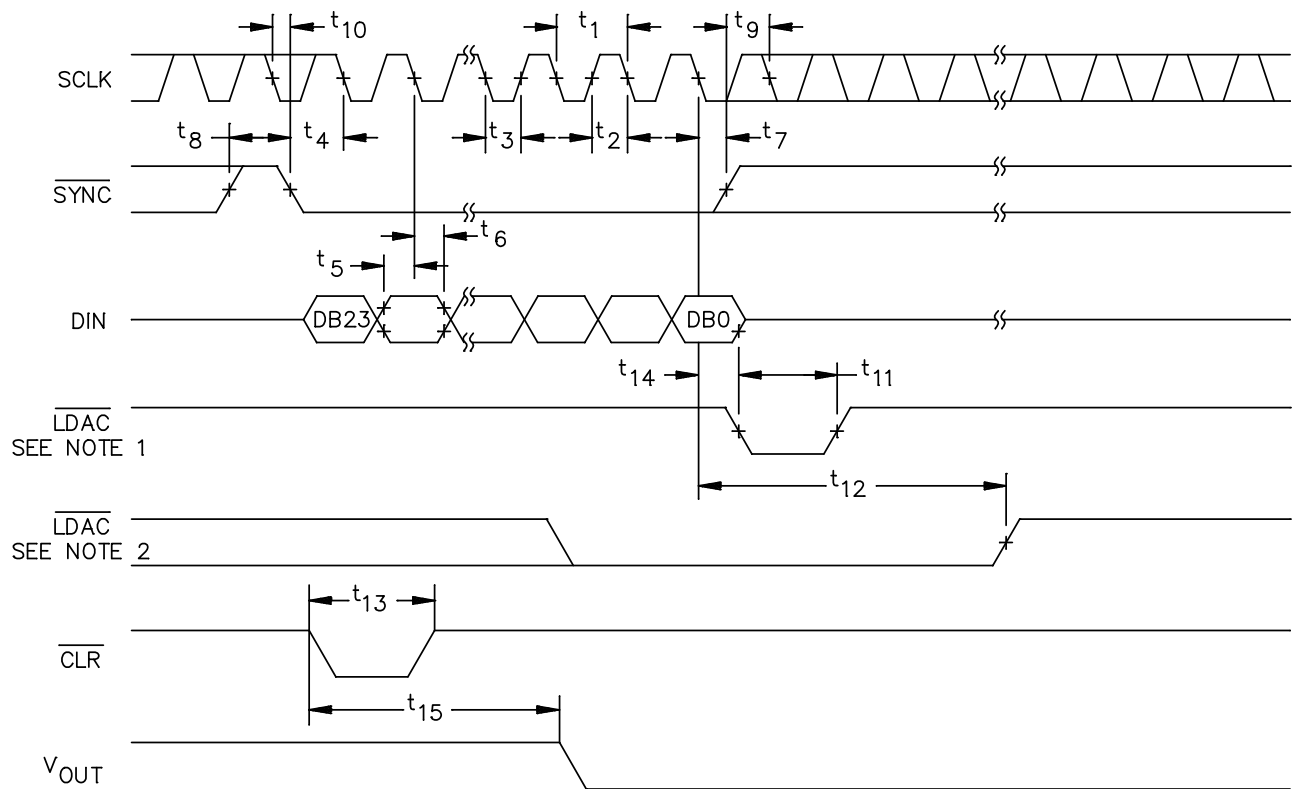 t10
t1
t9
SCLK
t8
t4
t3
t2
t7
SYNC
t6
t5
DIN
DB23
DB0
t14
t11
LDAC
SEE NOTE 1
t12
LDAC
SEE NOTE 2
t13
CLR
t15
VOUT